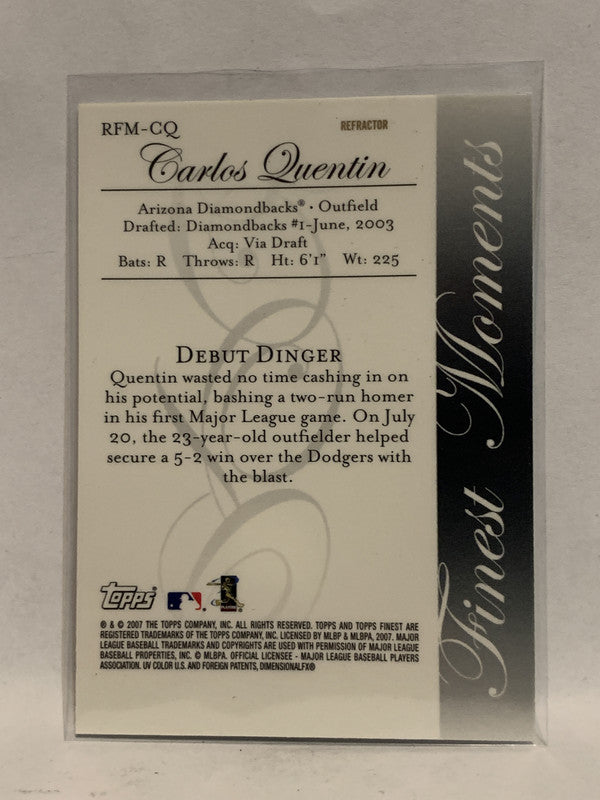 RFM-CQ REFRACTOR
Carlos Quentin
Arizona Diamondbacks® • Outfield
Drafted: Diamondbacks #1-June, 2003
Acq: Via Draft
Bats: R Throws: R Ht: 6'1" Wt: 225
DEBUT DINGER
Quentin wasted no time cashing in on
his potential, bashing a two-run homer
in his first Major League game. On July
20, the 23-year-old outfielder helped
secure a 5-2 win over the Dodgers with
the blast.
Topps
® & © 2007 THE TOPPS COMPANY, INC. ALL RIGHTS RESERVED. TOPPS AND TOPPS FINEST ARE
REGISTERED TRADEMARKS OF THE TOPPS COMPANY, INC. LICENSED BY MLBP & MLBPA, 2007. MAJOR
LEAGUE BASEBALL TRADEMARKS AND COPYRIGHTS ARE USED WITH PERMISSION OF MAJOR LEAGUE
BASEBALL PROPERTIES, INC. © MLBPA. OFFICIAL LICENSEE - MAJOR LEAGUE BASEBALL PLAYERS
ASSOCIATION. UV COLOR U.S. AND FOREIGN PATENTS, DIMENSIONALFX®
Finest Moments